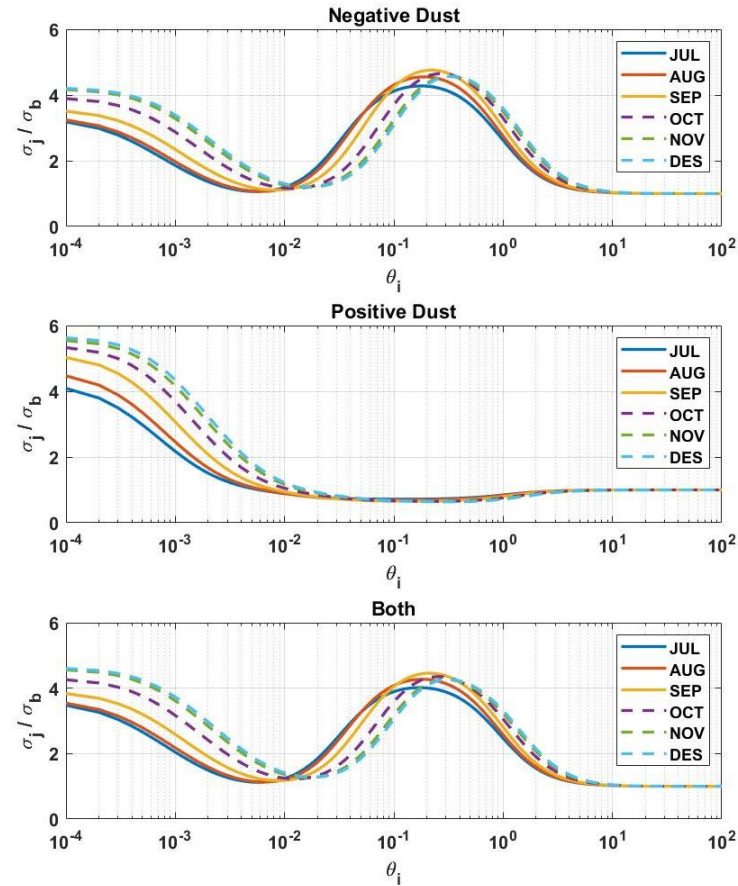 Negative Dust
6
4
2
0
σj / σb
JUL
AUG
SEP
OCT
NOV
DES
10-4 10-3 10-2 10-1 100 101 102
θi
Positive Dust
6
4
2
0
σj / σb
JUL
AUG
SEP
OCT
NOV
DES
10-4 10-3 10-2 10-1 100 101 102
θi
Both
6
4
2
0
σj / σb
JUL
AUG
SEP
OCT
NOV
DES
10-4 10-3 10-2 10-1 100 101 102
θi